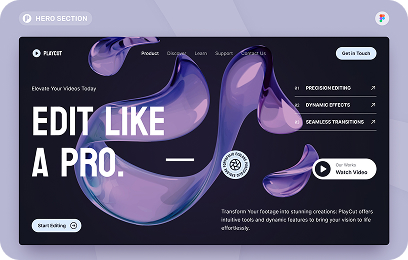 HERO SECTION
PLAYCUT
Product Discover Learn Support Contact Us
Get in Touch
Elevate Your Videos Today
EDIT LIKE
A PRO.
01 PRECISION EDITING
02 DYNAMIC EFFECTS
03 SEAMLESS TRANSITIONS
Our Works
Watch Video
Start Editing
Transform Your footage into stunning creations: PlayCut offers
intuitive tools and dynamic features to bring your vision to life
effortlessly.